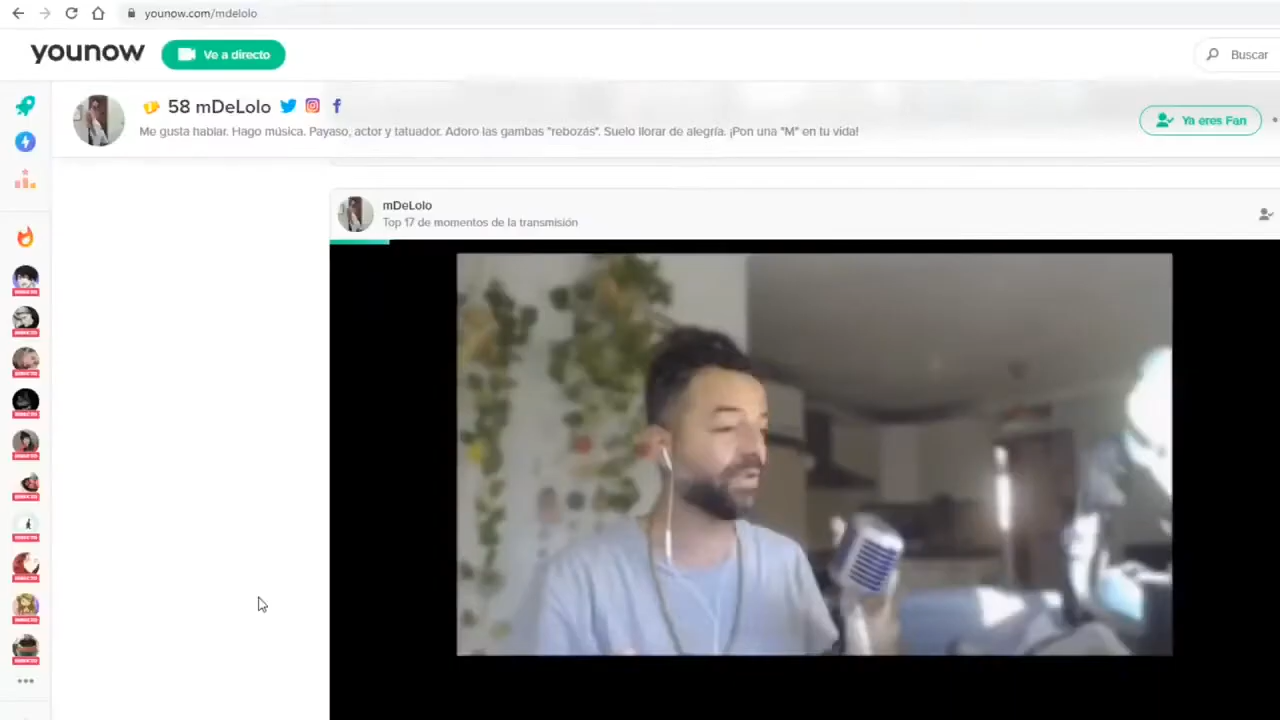 younow.com/mdelolo
younow
Ve a directo
Buscar
58 mDeLolo
Me gusta hablar. Hago música. Payaso, actor y tatuador. Adoro las gambas "rebozás". Suelo llorar de alegría. ¡Pon una "M" en tu vida!
Ya eres Fan
mDeLolo
Top 17 de momentos de la transmisión